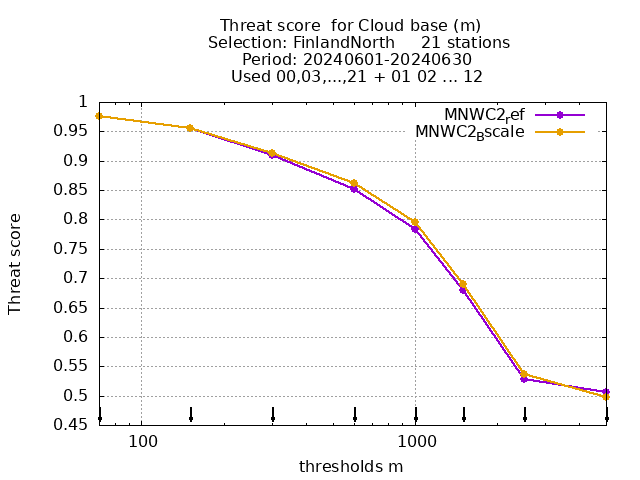 Threat score  for Cloud base (m)
Selection: FinlandNorth     21 stations
Period: 20240601-20240630
Used 00,03,...,21 + 01 02 ... 12
MNWC2_ref
MNWC2_Bscale
1
0.95
0.9
0.85
0.8
0.75
0.7
0.65
0.6
0.55
0.5
0.45
Threat score
100
1000
thresholds m